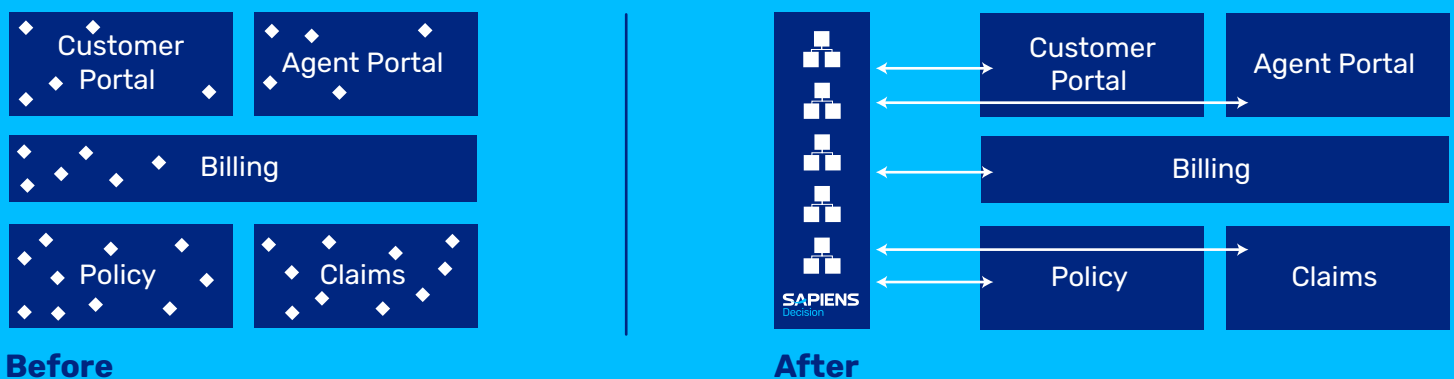 Customer
Portal
Agent Portal
Billing
Policy
Claims
Before
Customer
Portal
Agent Portal
Billing
Policy
Claims
SAPIENS
Decision
After